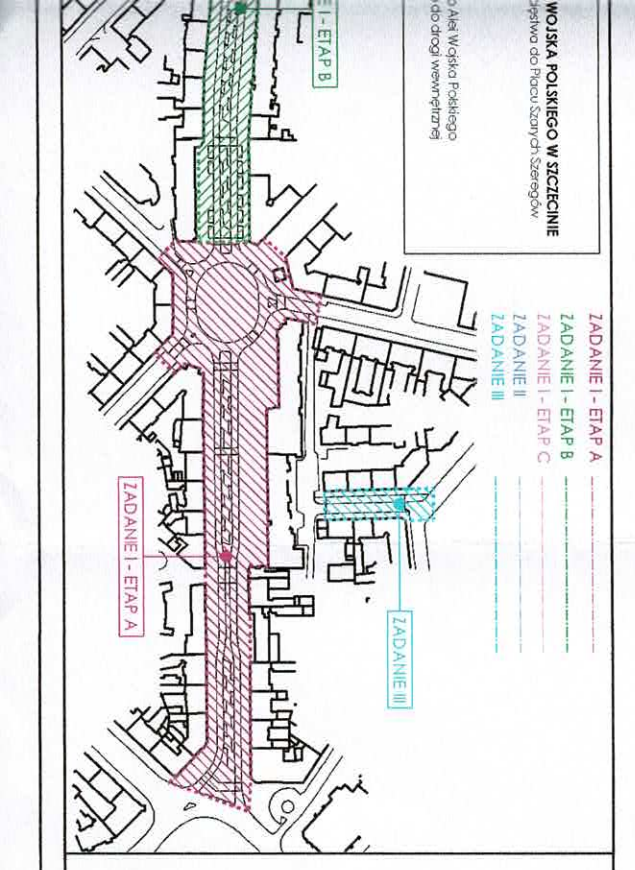 WOJSKA POLSKIEGO W SZCZECINIE
do Placu Szarych Szeregów
Alei Wojska Polskiego
do drogi wewnętrznej
ZADANIE I - ETAP A
ZADANIE I - ETAP B
ZADANIE I - ETAP C
ZADANIE II
ZADANIE III
I - ETAP B
ZADANIE III
ZADANIE I - ETAP A